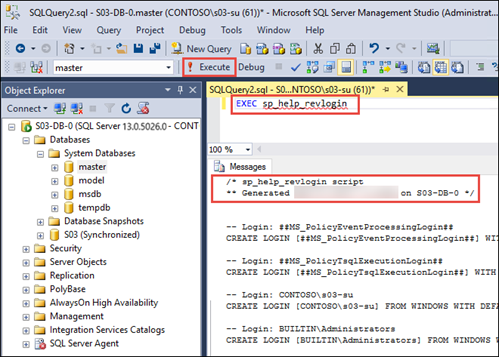 SQLQuery2.sql - S03-DB-0.master (CONTOSO\s03-su (61))* - Microsoft SQL Server Management Studio (Administrat
File Edit View Query Project Debug Tools Window Help
New Query
master Execute Debug
Object Explorer
Connect
S03-DB-0 (SQL Server 13.0.5026.0 - CONT
Databases
System Databases
master
model
msdb
tempdb
Database Snapshots
S03 (Synchronized)
Security
Server Objects
Replication
PolyBase
AlwaysOn High Availability
Management
Integration Services Catalogs
SQL Server Agent
SQLQuery2.sql - S0...NTOSO\s03-su (61))*
EXEC sp_help_revlogin
100 %
Messages
/* sp_help_revlogin script
** Generated on S03-DB-0 */
-- Login: ##MS_PolicyEventProcessingLogin##
CREATE LOGIN [##MS_PolicyEventProcessingLogin##] WIT
-- Login: ##MS_PolicyTsqlExecutionLogin##
CREATE LOGIN [##MS_PolicyTsqlExecutionLogin##] WITH
-- Login: CONTOSO\s03-su
CREATE LOGIN [CONTOSO\s03-su] FROM WINDOWS WITH DEF
-- Login: BUILTIN\Administrators
CREATE LOGIN [BUILTIN\Administrators] FROM WINDOWS